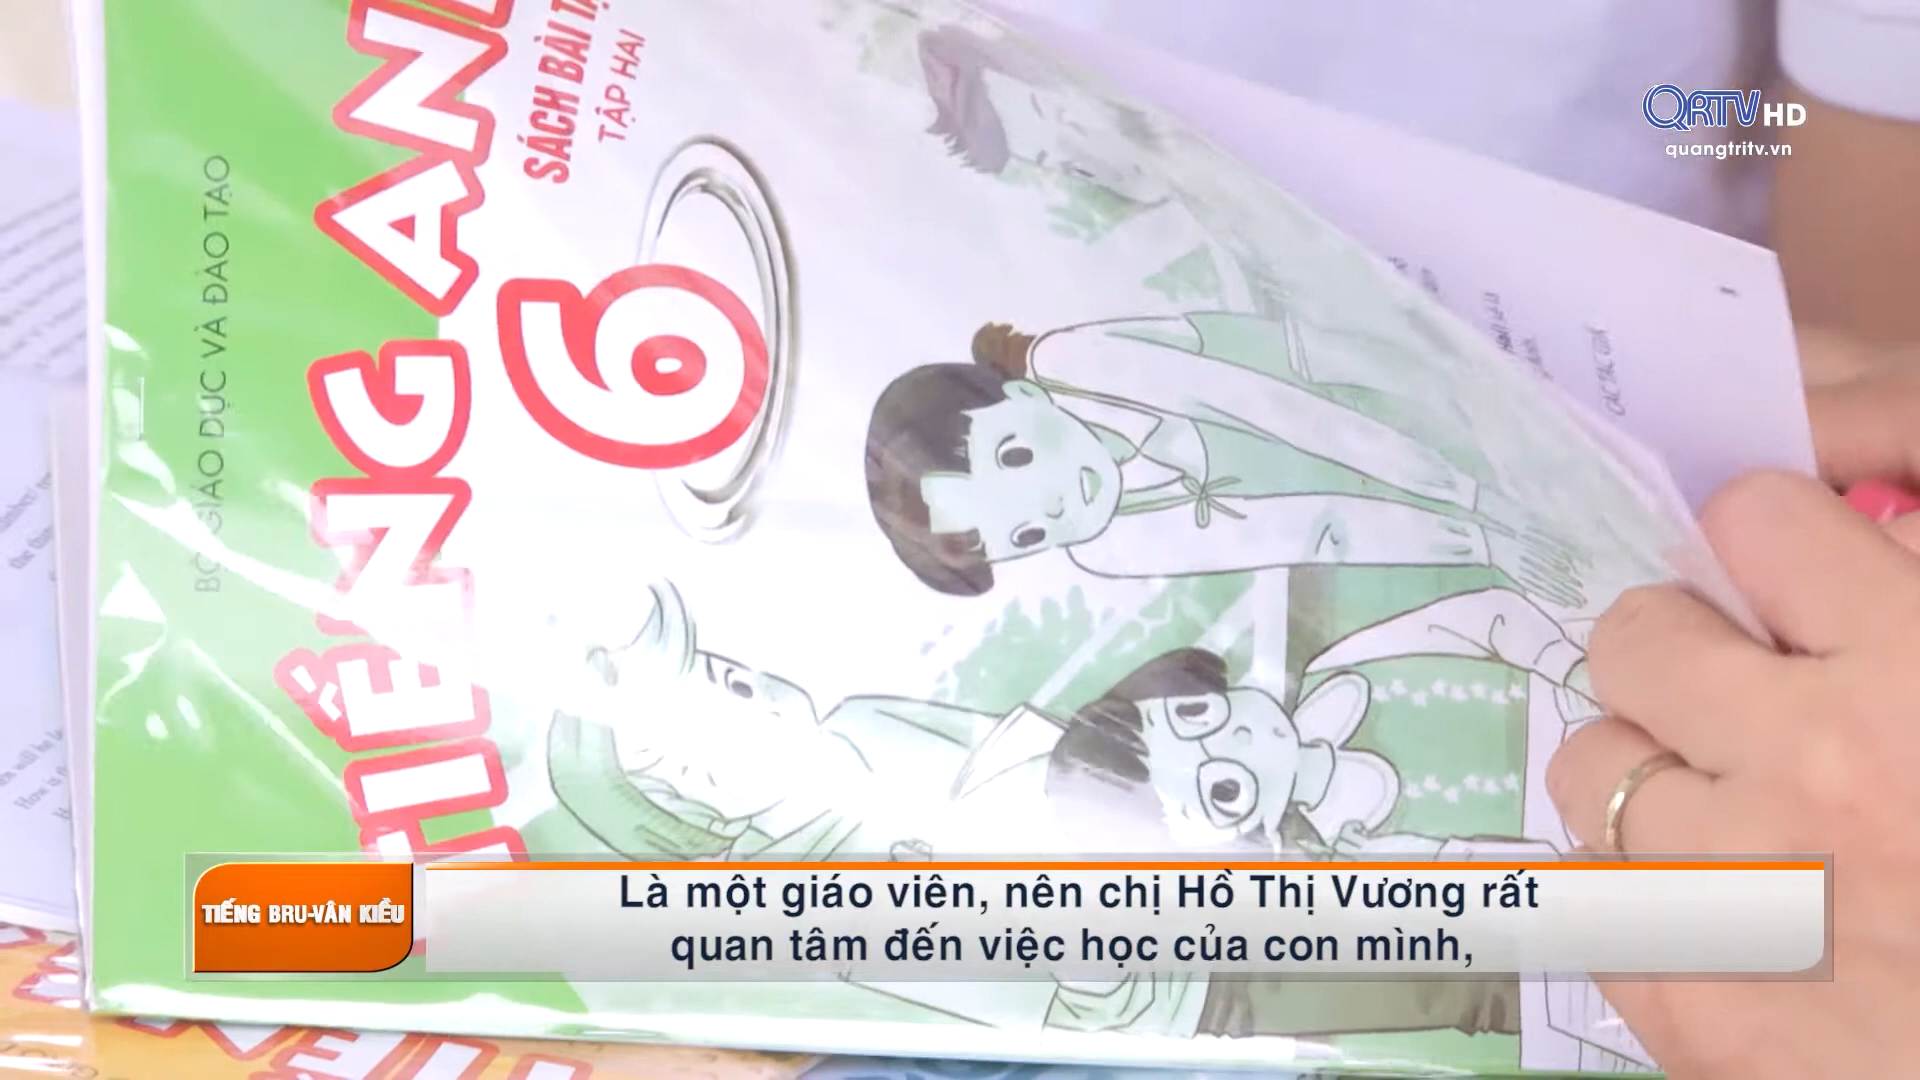 QRTV HD
quangtritv.vn
BỘ GIÁO DỤC VÀ ĐÀO TẠO
TIẾNG ANH
6
SÁCH BÀI TẬP
TẬP HAI
TIẾNG BRU-VÂN KIỀU
Là một giáo viên, nên chị Hồ Thị Vương rất
quan tâm đến việc học của con mình,